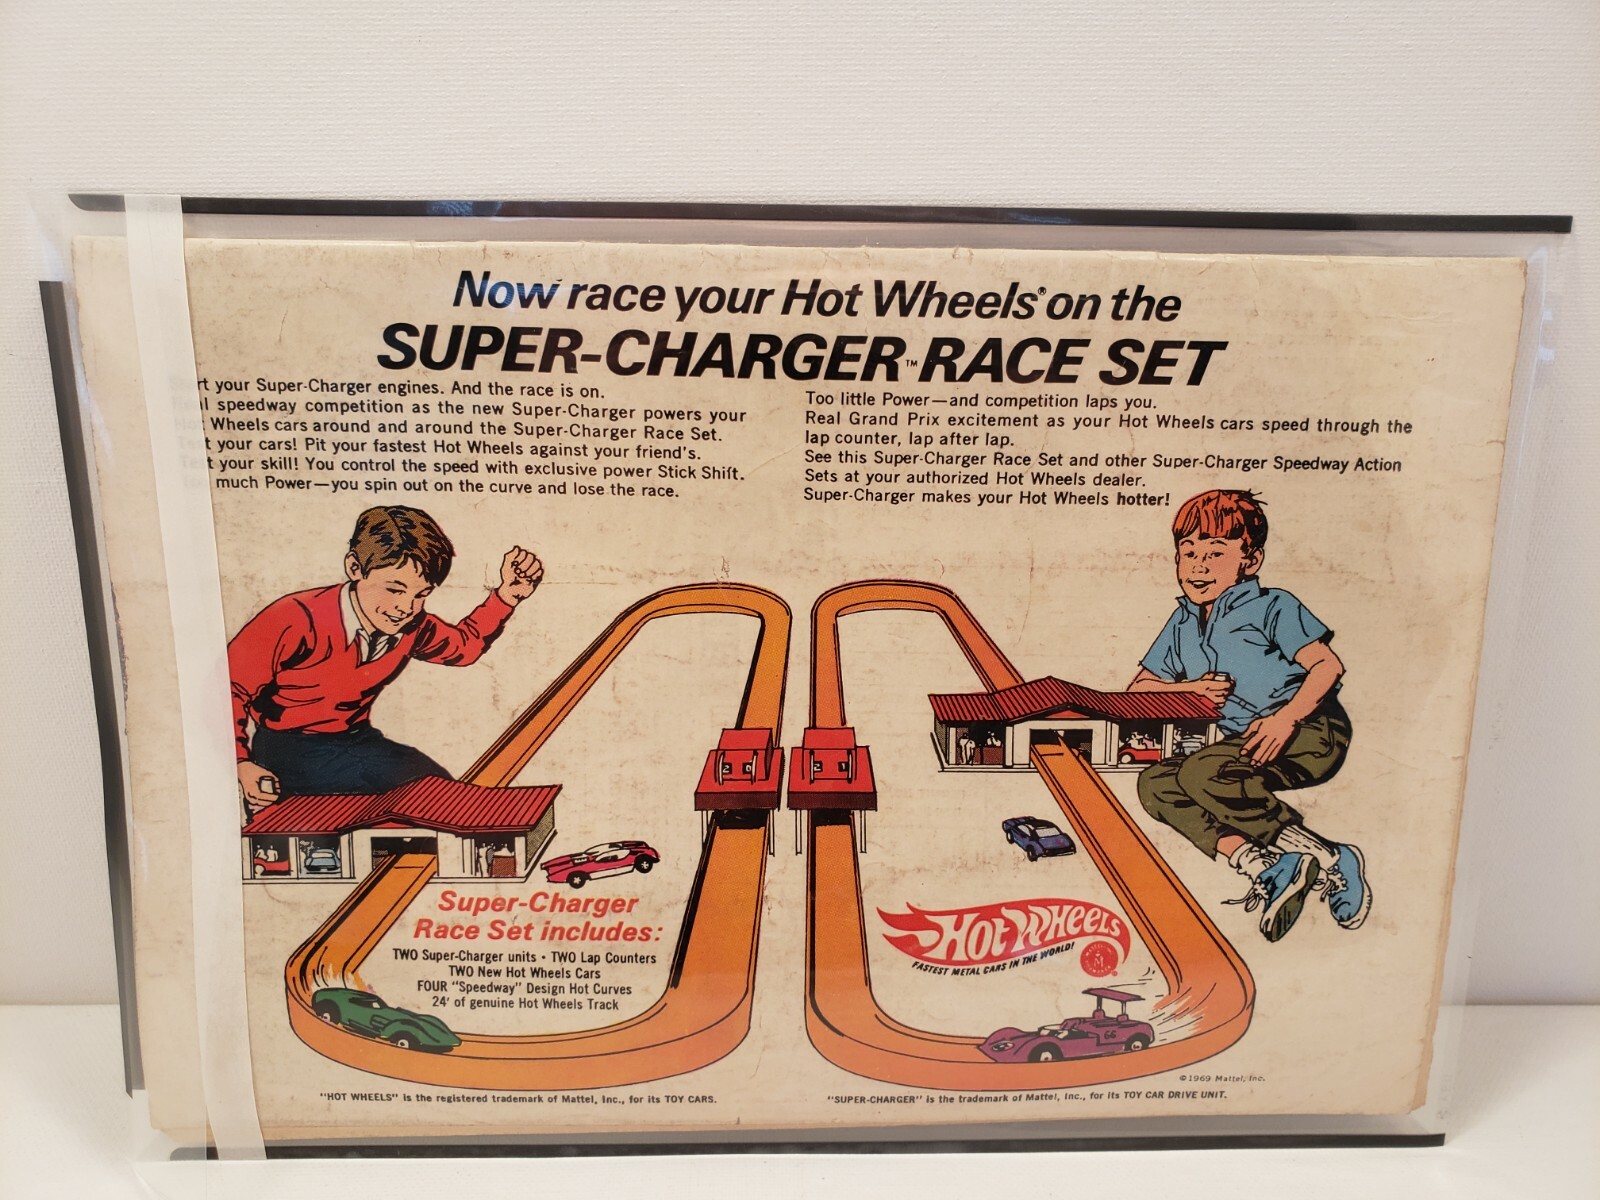 Now race your Hot Wheels® on the
SUPER-CHARGER™ RACE SET
rt your Super-Charger engines. And the race is on.
l speedway competition as the new Super-Charger powers your
Wheels cars around and around the Super-Charger Race Set.
t your cars! Pit your fastest Hot Wheels against your friend's.
t your skill! You control the speed with exclusive power Stick Shift.
much Power—you spin out on the curve and lose the race.
Too little Power—and competition laps you.
Real Grand Prix excitement as your Hot Wheels cars speed through the
lap counter, lap after lap.
See this Super-Charger Race Set and other Super-Charger Speedway Action
Sets at your authorized Hot Wheels dealer.
Super-Charger makes your Hot Wheels hotter!
2 0
2 0
Super-Charger
Race Set includes:
TWO Super-Charger units • TWO Lap Counters
TWO New Hot Wheels Cars
FOUR "Speedway" Design Hot Curves
24' of genuine Hot Wheels Track
Hot Wheels
FASTEST METAL CARS IN THE WORLD!
M
®
66
©1969 Mattel, Inc.
"HOT WHEELS" is the registered trademark of Mattel, Inc., for its TOY CARS.
"SUPER-CHARGER" is the trademark of Mattel, Inc., for its TOY CAR DRIVE UNIT.